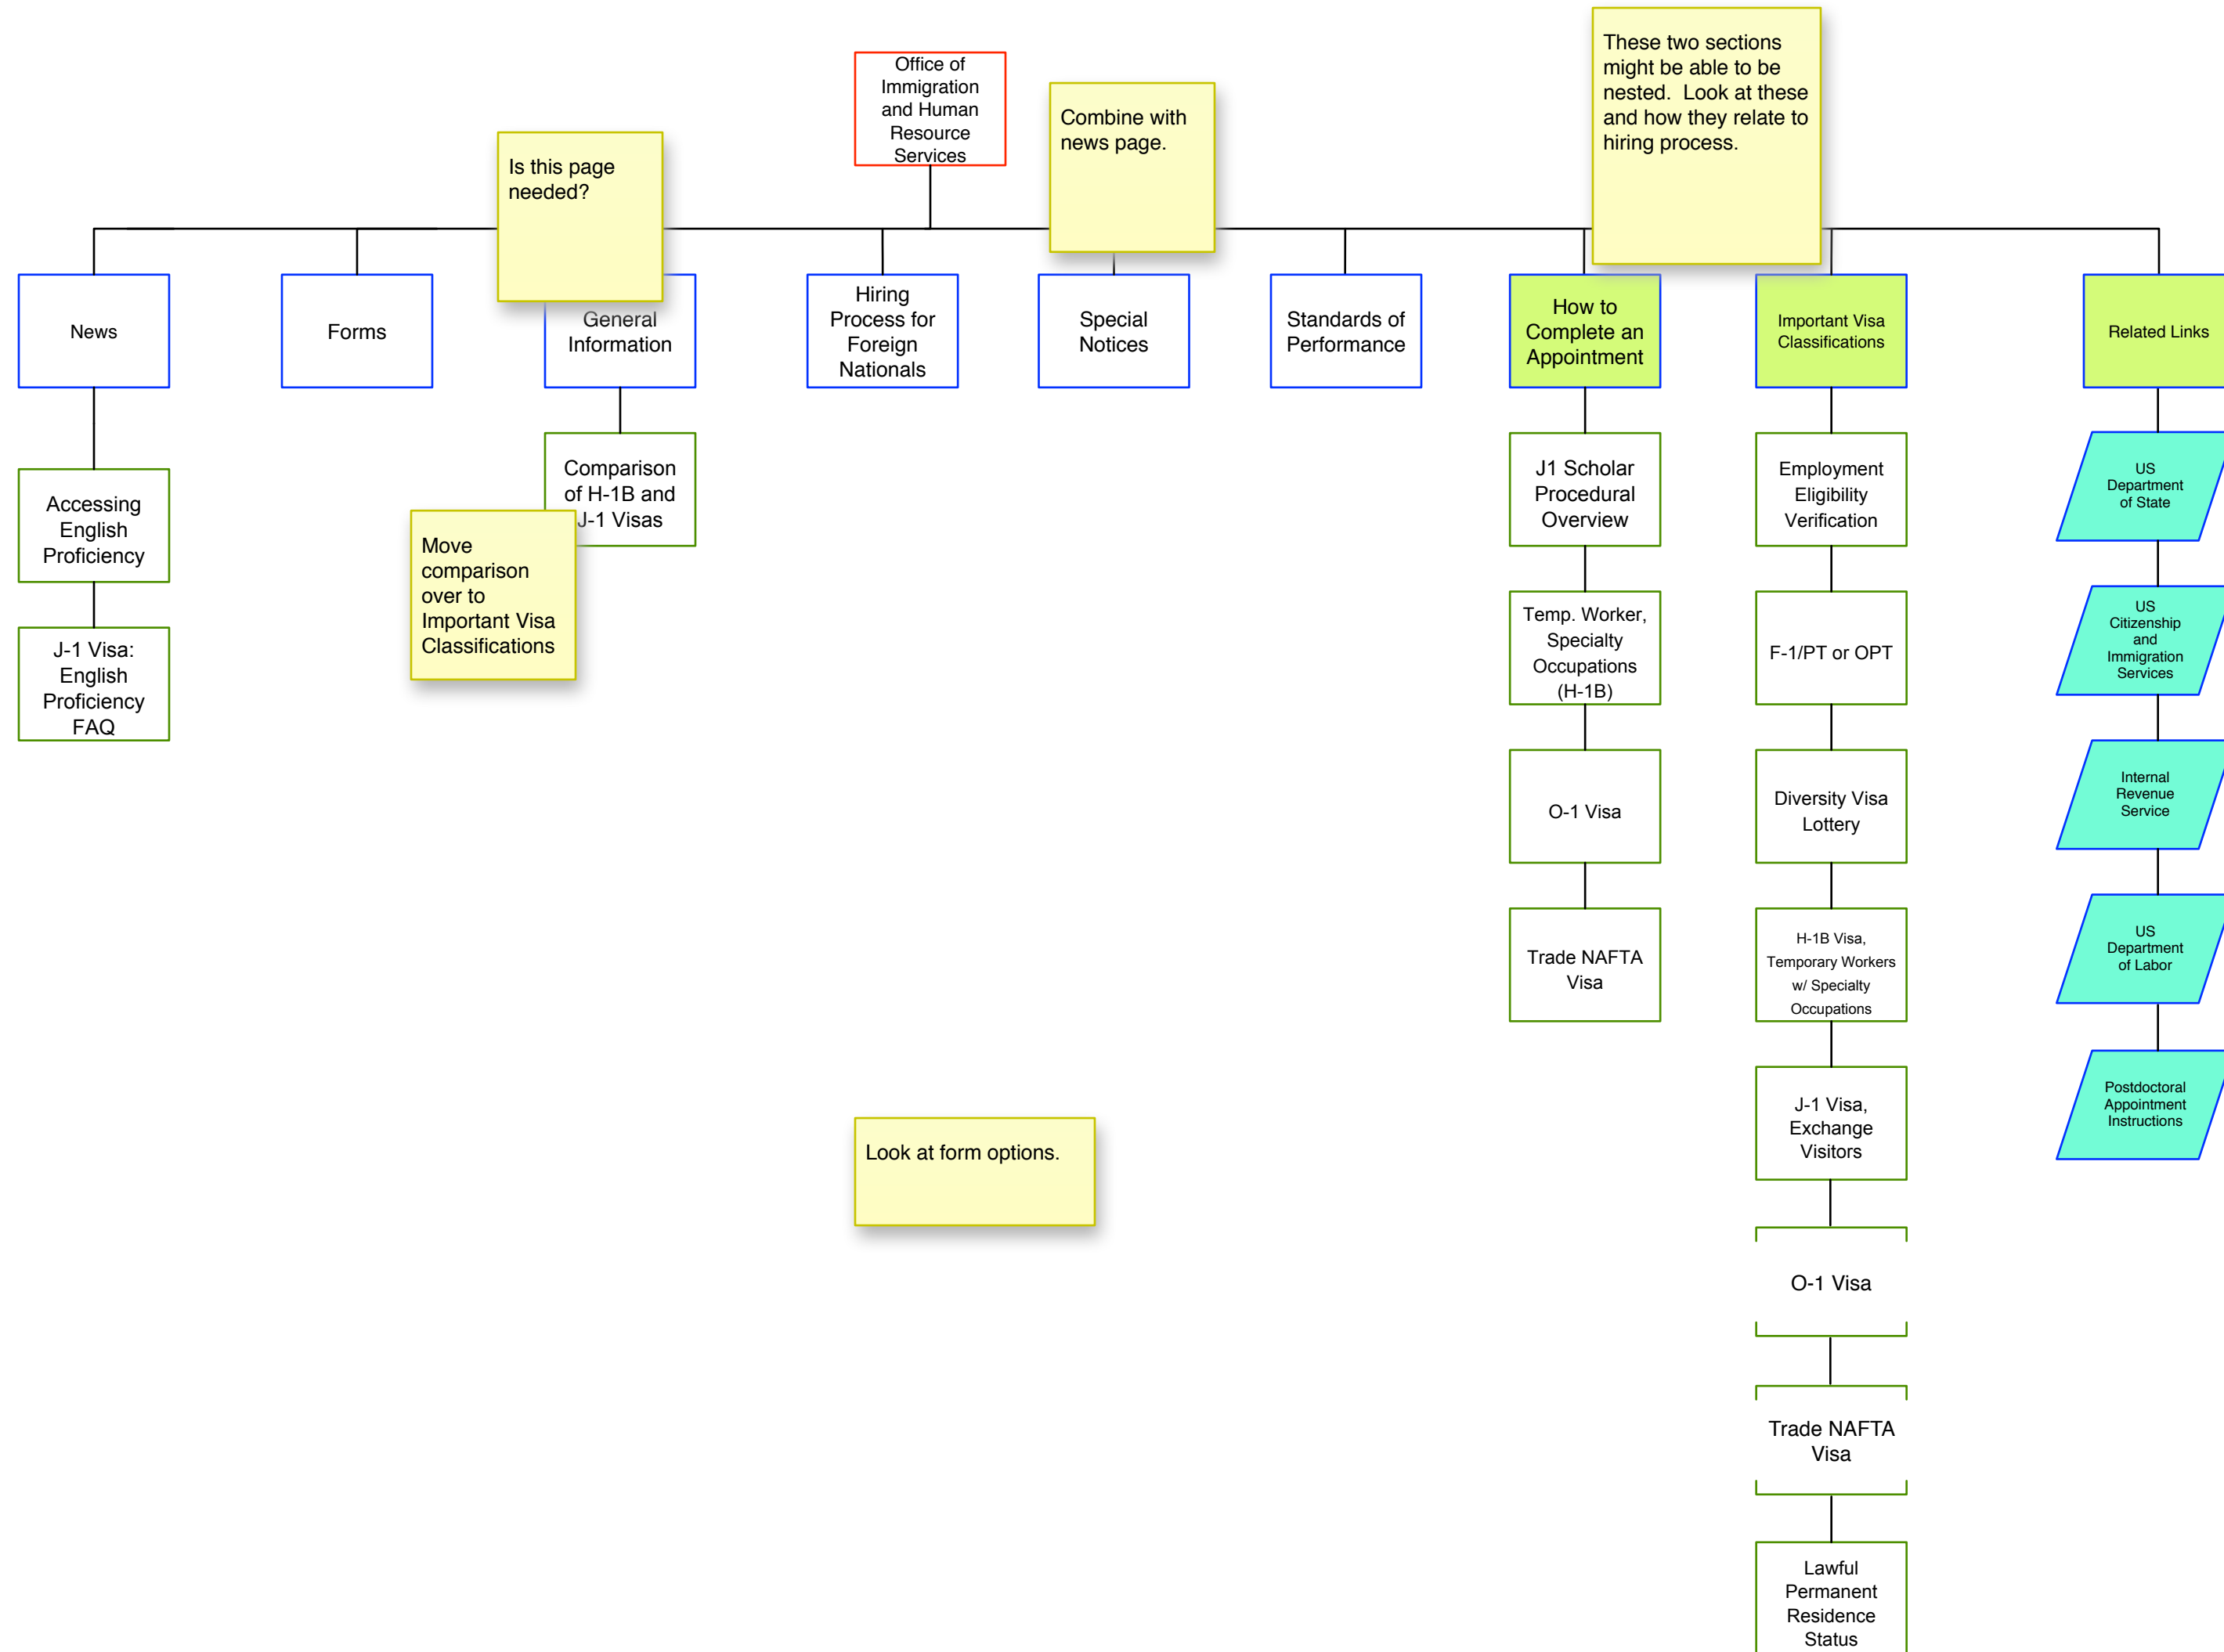 Office of
Immigration
and Human
Resource
Services
Is this page
needed?
Combine with
news page.
These two sections
might be able to be
nested.  Look at these
and how they relate to
hiring process.
News
Forms
General
Information
Hiring
Process for
Foreign
Nationals
Special
Notices
Standards of
Performance
How to
Complete an
Appointment
Important Visa
Classifications
Related Links
Accessing
English
Proficiency
J-1 Visa:
English
Proficiency
FAQ
Comparison
of H-1B and
J-1 Visas
Move
comparison
over to
Important Visa
Classifications
J1 Scholar
Procedural
Overview
Temp. Worker,
Specialty
Occupations
(H-1B)
O-1 Visa
Trade NAFTA
Visa
Employment
Eligibility
Verification
F-1/PT or OPT
Diversity Visa
Lottery
H-1B Visa,
Temporary Workers
w/ Specialty
Occupations
J-1 Visa,
Exchange
Visitors
O-1 Visa
Trade NAFTA
Visa
Lawful
Permanent
Residence
Status
US
Department
of State
US
Citizenship
and
Immigration
Services
Internal
Revenue
Service
US
Department
of Labor
Postdoctoral
Appointment
Instructions
Look at form options.